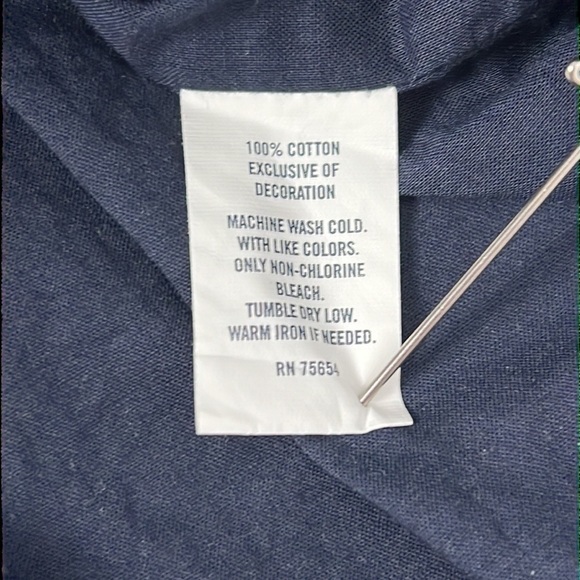 100% COTTON
EXCLUSIVE OF
DECORATION
MACHINE WASH COLD.
WITH LIKE COLORS.
ONLY NON-CHLORINE
BLEACH.
TUMBLE DRY LOW.
WARM IRON IF NEEDED.
RN 75654